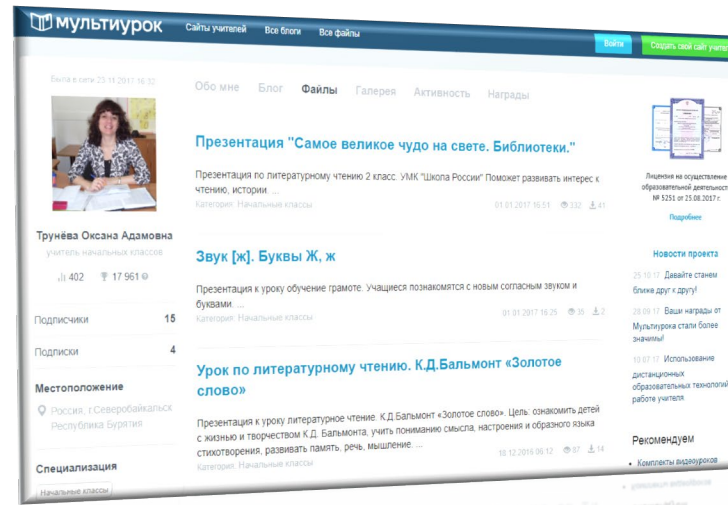 мультиурок
Сайты учителей Все блоги Все файлы
Войти
Создать свой сайт учителя
Была в сети 23 10 2017 16:32
Обо мне Блог Файлы Галерея Активность Награды
Трунёва Оксана Адамовна
учитель начальных классов
402 17 961
Подписчики 15
Подписки 4
Местоположение
Россия, г.Северобайкальск
Республика Бурятия
Специализация
Начальные классы
Презентация "Самое великое чудо на свете. Библиотеки."
Презентация по литературному чтению 2 класс. УМК "Школа России" Поможет развивать интерес к
чтению, истории. ...
Категория: Начальные классы 01.01.2017 16:51 332 41
Звук [ж]. Буквы Ж, ж
Презентация к уроку обучение грамоте. Учащиеся познакомятся с новым согласным звуком и
буквами. ...
Категория: Начальные классы 01.01.2017 16:25 35 2
Урок по литературному чтению. К.Д.Бальмонт «Золотое
слово»
Презентация к уроку литературное чтение. К.Д.Бальмонт «Золотое слово». Цель: ознакомить детей
с жизнью и творчеством К.Д. Бальмонта, учить пониманию смысла, настроения и образного языка
стихотворения, развивать память, речь, мышление. ...
Категория: Начальные классы 18.12.2016 06:12 87 14
Лицензия на осуществление
образовательной деятельности
№ 5251 от 25.08.2017 г.
Подробнее
Новости проекта
25 10 17 Давайте станем
ближе друг к другу!
28 09 17 Ваши награды от
Мультиурока стали более
значимы!
19 07 17 Использование
дистанционных
образовательных технологий
работе учителя
Рекомендуем
Комплекты видеоуроков